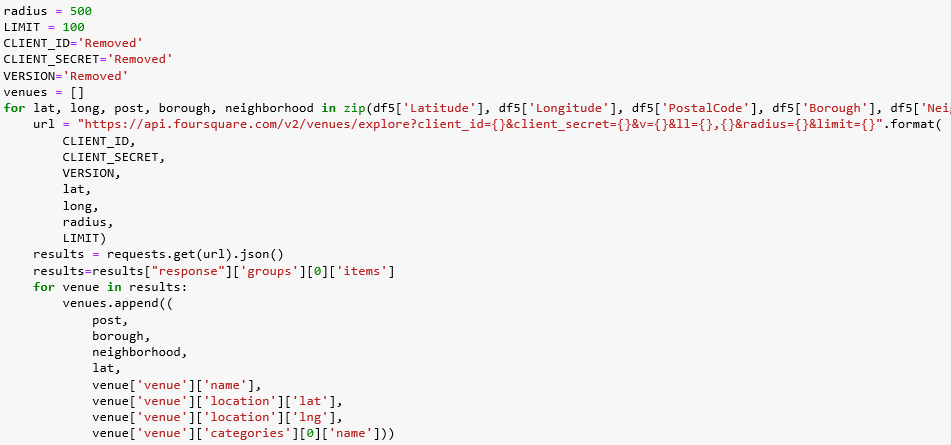 radius = 500
LIMIT = 100
CLIENT_ID='Removed'
CLIENT_SECRET='Removed'
VERSION='Removed'
venues = []
for lat, long, post, borough, neighborhood in zip(df5['Latitude'], df5['Longitude'], df5['PostalCode'], df5['Borough'], df5['Nei
    url = "https://api.foursquare.com/v2/venues/explore?client_id={}&client_secret={}&v={}&ll={},{}&radius={}&limit={}".format(
        CLIENT_ID,
        CLIENT_SECRET,
        VERSION,
        lat,
        long,
        radius,
        LIMIT)
    results = requests.get(url).json()
    results=results["response"]['groups'][0]['items']
    for venue in results:
        venues.append((
            post,
            borough,
            neighborhood,
            lat,
            venue['venue']['name'],
            venue['venue']['location']['lat'],
            venue['venue']['location']['lng'],
            venue['venue']['categories'][0]['name']))